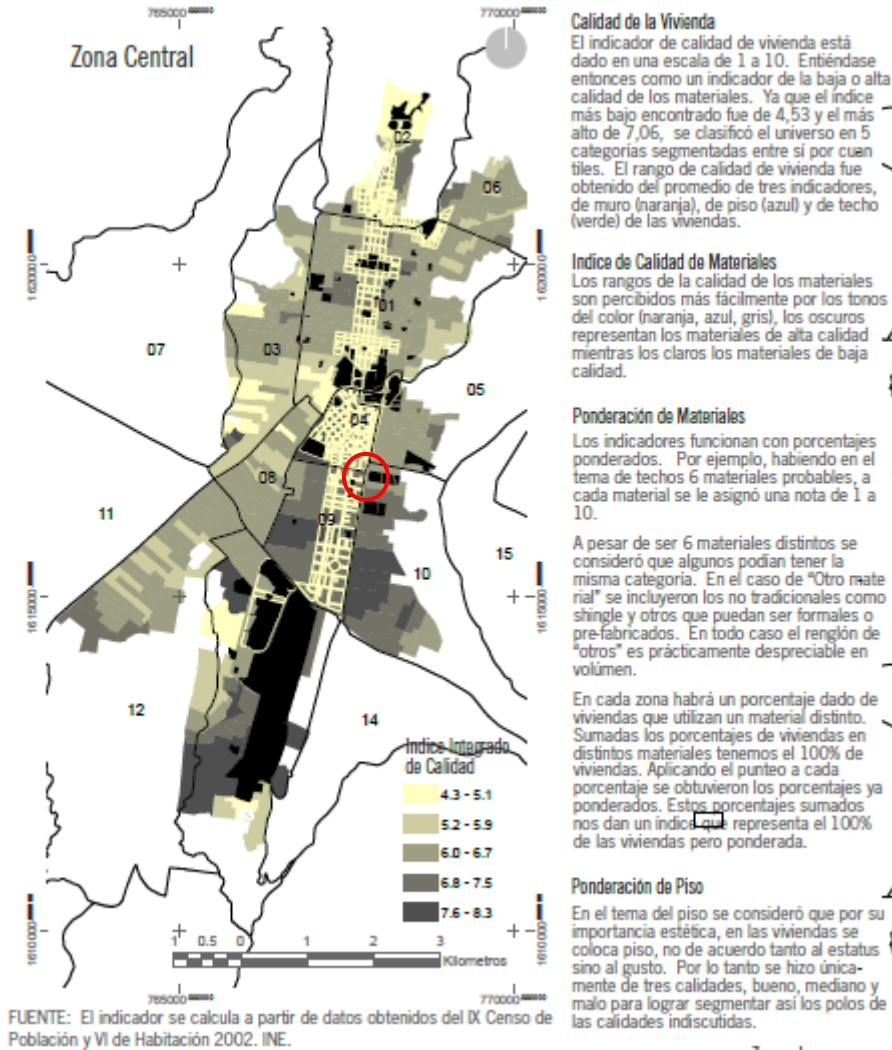 765000
770000
Zona Central
02
06
1620000
1620000
01
07
03
05
04
08
11
09
10
15
1615000
1615000
12
14
Indice Integrado
de Calidad
4.3 - 5.1
5.2 - 5.9
6.0 - 6.7
6.8 - 7.5
7.6 - 8.3
1610000
1610000
1 0.5 0 1 2 3
Kilometros
765000
770000
FUENTE: El indicador se calcula a partir de datos obtenidos del IX Censo de
Población y VI de Habitación 2002. INE.
Calidad de la Vivienda
El indicador de calidad de vivienda está
dado en una escala de 1 a 10. Entiéndase
entonces como un indicador de la baja o alta
calidad de los materiales. Ya que el índice
más bajo encontrado fue de 4,53 y el más
alto de 7,06, se clasificó el universo en 5
categorías segmentadas entre sí por cuan
tiles. El rango de calidad de vivienda fue
obtenido del promedio de tres indicadores,
de muro (naranja), de piso (azul) y de techo
(verde) de las viviendas.
Indice de Calidad de Materiales
Los rangos de la calidad de los materiales
son percibidos más fácilmente por los tonos
del color (naranja, azul, gris), los oscuros
representan los materiales de alta calidad
mientras los claros los materiales de baja
calidad.
Ponderación de Materiales
Los indicadores funcionan con porcentajes
ponderados. Por ejemplo, habiendo en el
tema de techos 6 materiales probables, a
cada material se le asignó una nota de 1 a
10.
A pesar de ser 6 materiales distintos se
consideró que algunos podían tener la
misma categoría. En el caso de "Otro mate
rial" se incluyeron los no tradicionales como
shingle y otros que puedan ser formales o
pre-fabricados. En todo caso el renglón de
"otros" es prácticamente despreciable en
volúmen.
En cada zona habrá un porcentaje dado de
viviendas que utilizan un material distinto.
Sumadas los porcentajes de viviendas en
distintos materiales tenemos el 100% de
viviendas. Aplicando el punteo a cada
porcentaje se obtuvieron los porcentajes ya
ponderados. Estos porcentajes sumados
nos dan un índice que representa el 100%
de las viviendas pero ponderada.
Ponderación de Piso
En el tema del piso se consideró que por su
importancia estética, en las viviendas se
coloca piso, no de acuerdo tanto al estatus
sino al gusto. Por lo tanto se hizo única-
mente de tres calidades, bueno, mediano y
malo para lograr segmentar así los polos de
las calidades indiscutidas.